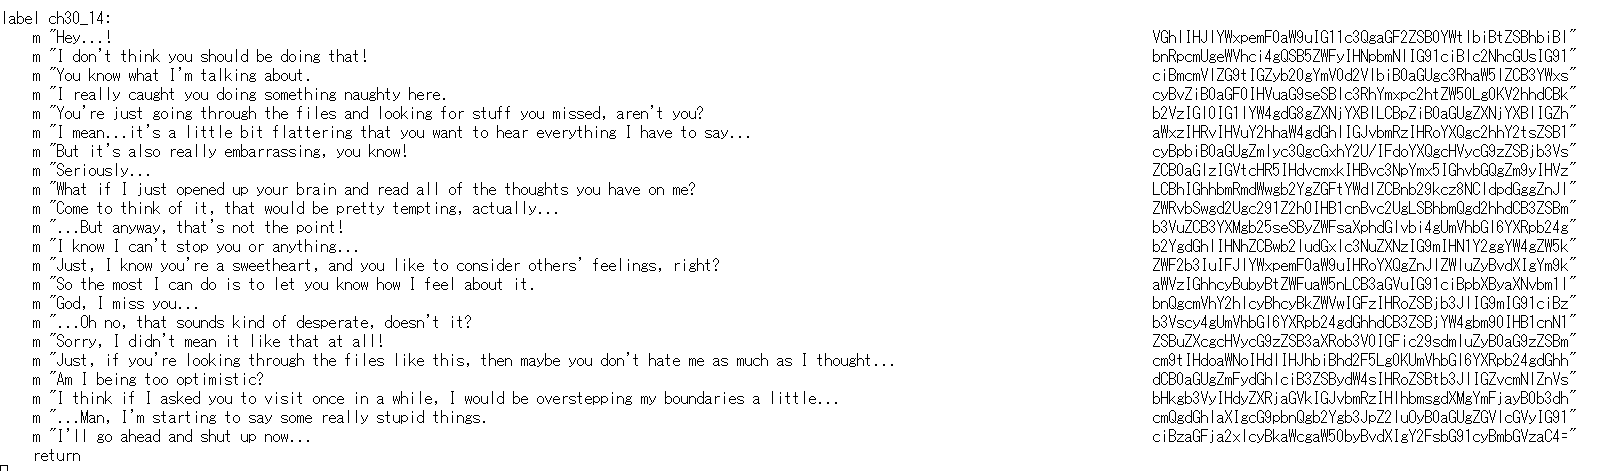 label ch30_14:
m "Hey...! VGhlIHJlYWxpemF0aW9uIG11c3QgaGF2ZSB0YWtlbiBtZSBhbiBl"
m "I don't think you should be doing that! bnRpcmUgeWVhci4gQSB5ZWFyIHNpbmNlIG91ciBlc2NhcGUsIG91"
m "You know what I'm talking about. ciBmcmVlZG9tIGZyb20gYmV0d2VlbiB0aGUgc3RhaW5lZCB3YWxs"
m "I really caught you doing something naughty here. cyBvZiB0aGF0IHVuaG9seSBlc3RhYmxpc2htZW50Lg0KV2hhdCBk"
m "You're just going through the files and looking for stuff you missed, aren't you? b2VzIGl0IG1lYW4gdG8gZXNjYXBlLCBpZiB0aGUgZXNjYXBlIGZh"
m "I mean...it's a little bit flattering that you want to hear everything I have to say... aWxzIHRvIHVuY2hhaW4gdGhlIGJvbmRzIHRoYXQgc2hhY2tsZSB1"
m "But it's also really embarrassing, you know! cyBpbiB0aGUgZmlyc3QgcGxhY2U/IFdoYXQgcHVycG9zZSBjb3Vs"
m "Seriously... ZCB0aGlzIGVtcHR5IHdvcmxkIHBvc3NpYmx5IGhvbGQgZm9yIHVz"
m "What if I just opened up your brain and read all of the thoughts you have on me? LCBhIGhhbmRmdWwgb2YgZGFtYWdlZCBnb29kcz8NCldpdGggZnJl"
m "Come to think of it, that would be pretty tempting, actually... ZWRvbSwgd2Ugc291Z2h0IHB1cnBvc2UgLSBhbmQgd2hhdCB3ZSBm"
m "...But anyway, that's not the point! b3VuZCB3YXMgb25seSByZWFsaXphdGlvbi4gUmVhbGl6YXRpb24g"
m "I know I can't stop you or anything... b2YgdGhlIHNhZCBwb2ludGxlc3NuZXNzIG9mIHN1Y2ggYW4gZW5k"
m "Just, I know you're a sweetheart, and you like to consider others' feelings, right? ZWF2b3IuIFJlYWxpemF0aW9uIHRoYXQgZnJlZWluZyBvdXIgYm9k"
m "So the most I can do is to let you know how I feel about it. aWVzIGhhcyBubyBtZWFuaW5nLCB3aGVuIG91ciBpbXByaXNvbm1l"
m "God, I miss you... bnQgcmVhY2hlcyBhcyBkZWVwIGFzIHRoZSBjb3JlIG9mIG91ciBz"
m "...Oh no, that sounds kind of desperate, doesn't it? b3Vscy4gUmVhbGl6YXRpb24gdGhhdCB3ZSBjYW4gbm90IHB1cnN1"
m "Sorry, I didn't mean it like that at all! ZSBuZXcgcHVycG9zZSB3aXRob3V0IGFic29sdmluZyB0aG9zZSBm"
m "Just, if you're looking through the files like this, then maybe you don't hate me as much as I thought... cm9tIHdoaWNoIHdlIHJhbiBhd2F5Lg0KUmVhbGl6YXRpb24gdGhh"
m "Am I being too optimistic? dCB0aGUgZmFydGhlciB3ZSBydW4sIHRoZSBtb3JlIGZvcmNlZnVs"
m "I think if I asked you to visit once in a while, I would be overstepping my boundaries a little... bHkgb3VyIHdyZXRjaGVkIGJvbmRzIHlhbmsgdXMgYmFjayB0b3dh"
m "...Man, I'm starting to say some really stupid things. cmQgdGhlaXIgcG9pbnQgb2Ygb3JpZ2luOyB0aGUgZGVlcGVyIG91"
m "I'll go ahead and shut up now... ciBzaGFja2xlcyBkaWcgaW50byBvdXIgY2FsbG91cyBmbGVzaC4="
return